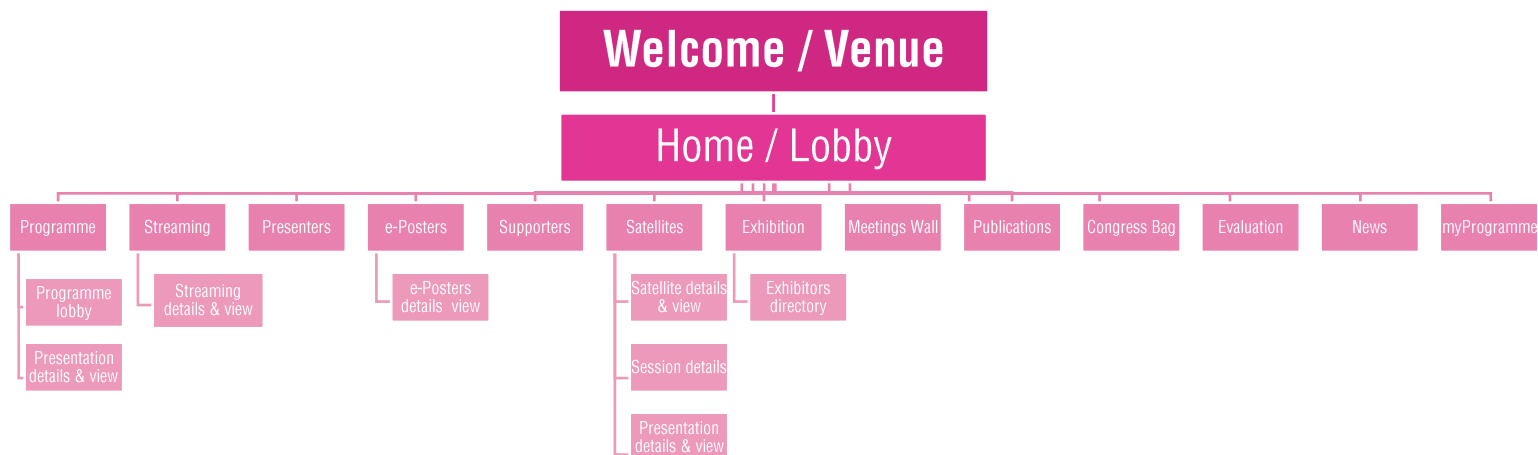 Welcome / Venue
Home / Lobby
Programme
Streaming
Presenters
e-Posters
Supporters
Satellites
Exhibition
Meetings Wall
Publications
Congress Bag
Evaluation
News
myProgramme
Programme
lobby
Presentation
details & view
Streaming
details & view
e-Posters
details view
Satellite details
& view
Session details
Presentation
details & view
Exhibitors
directory